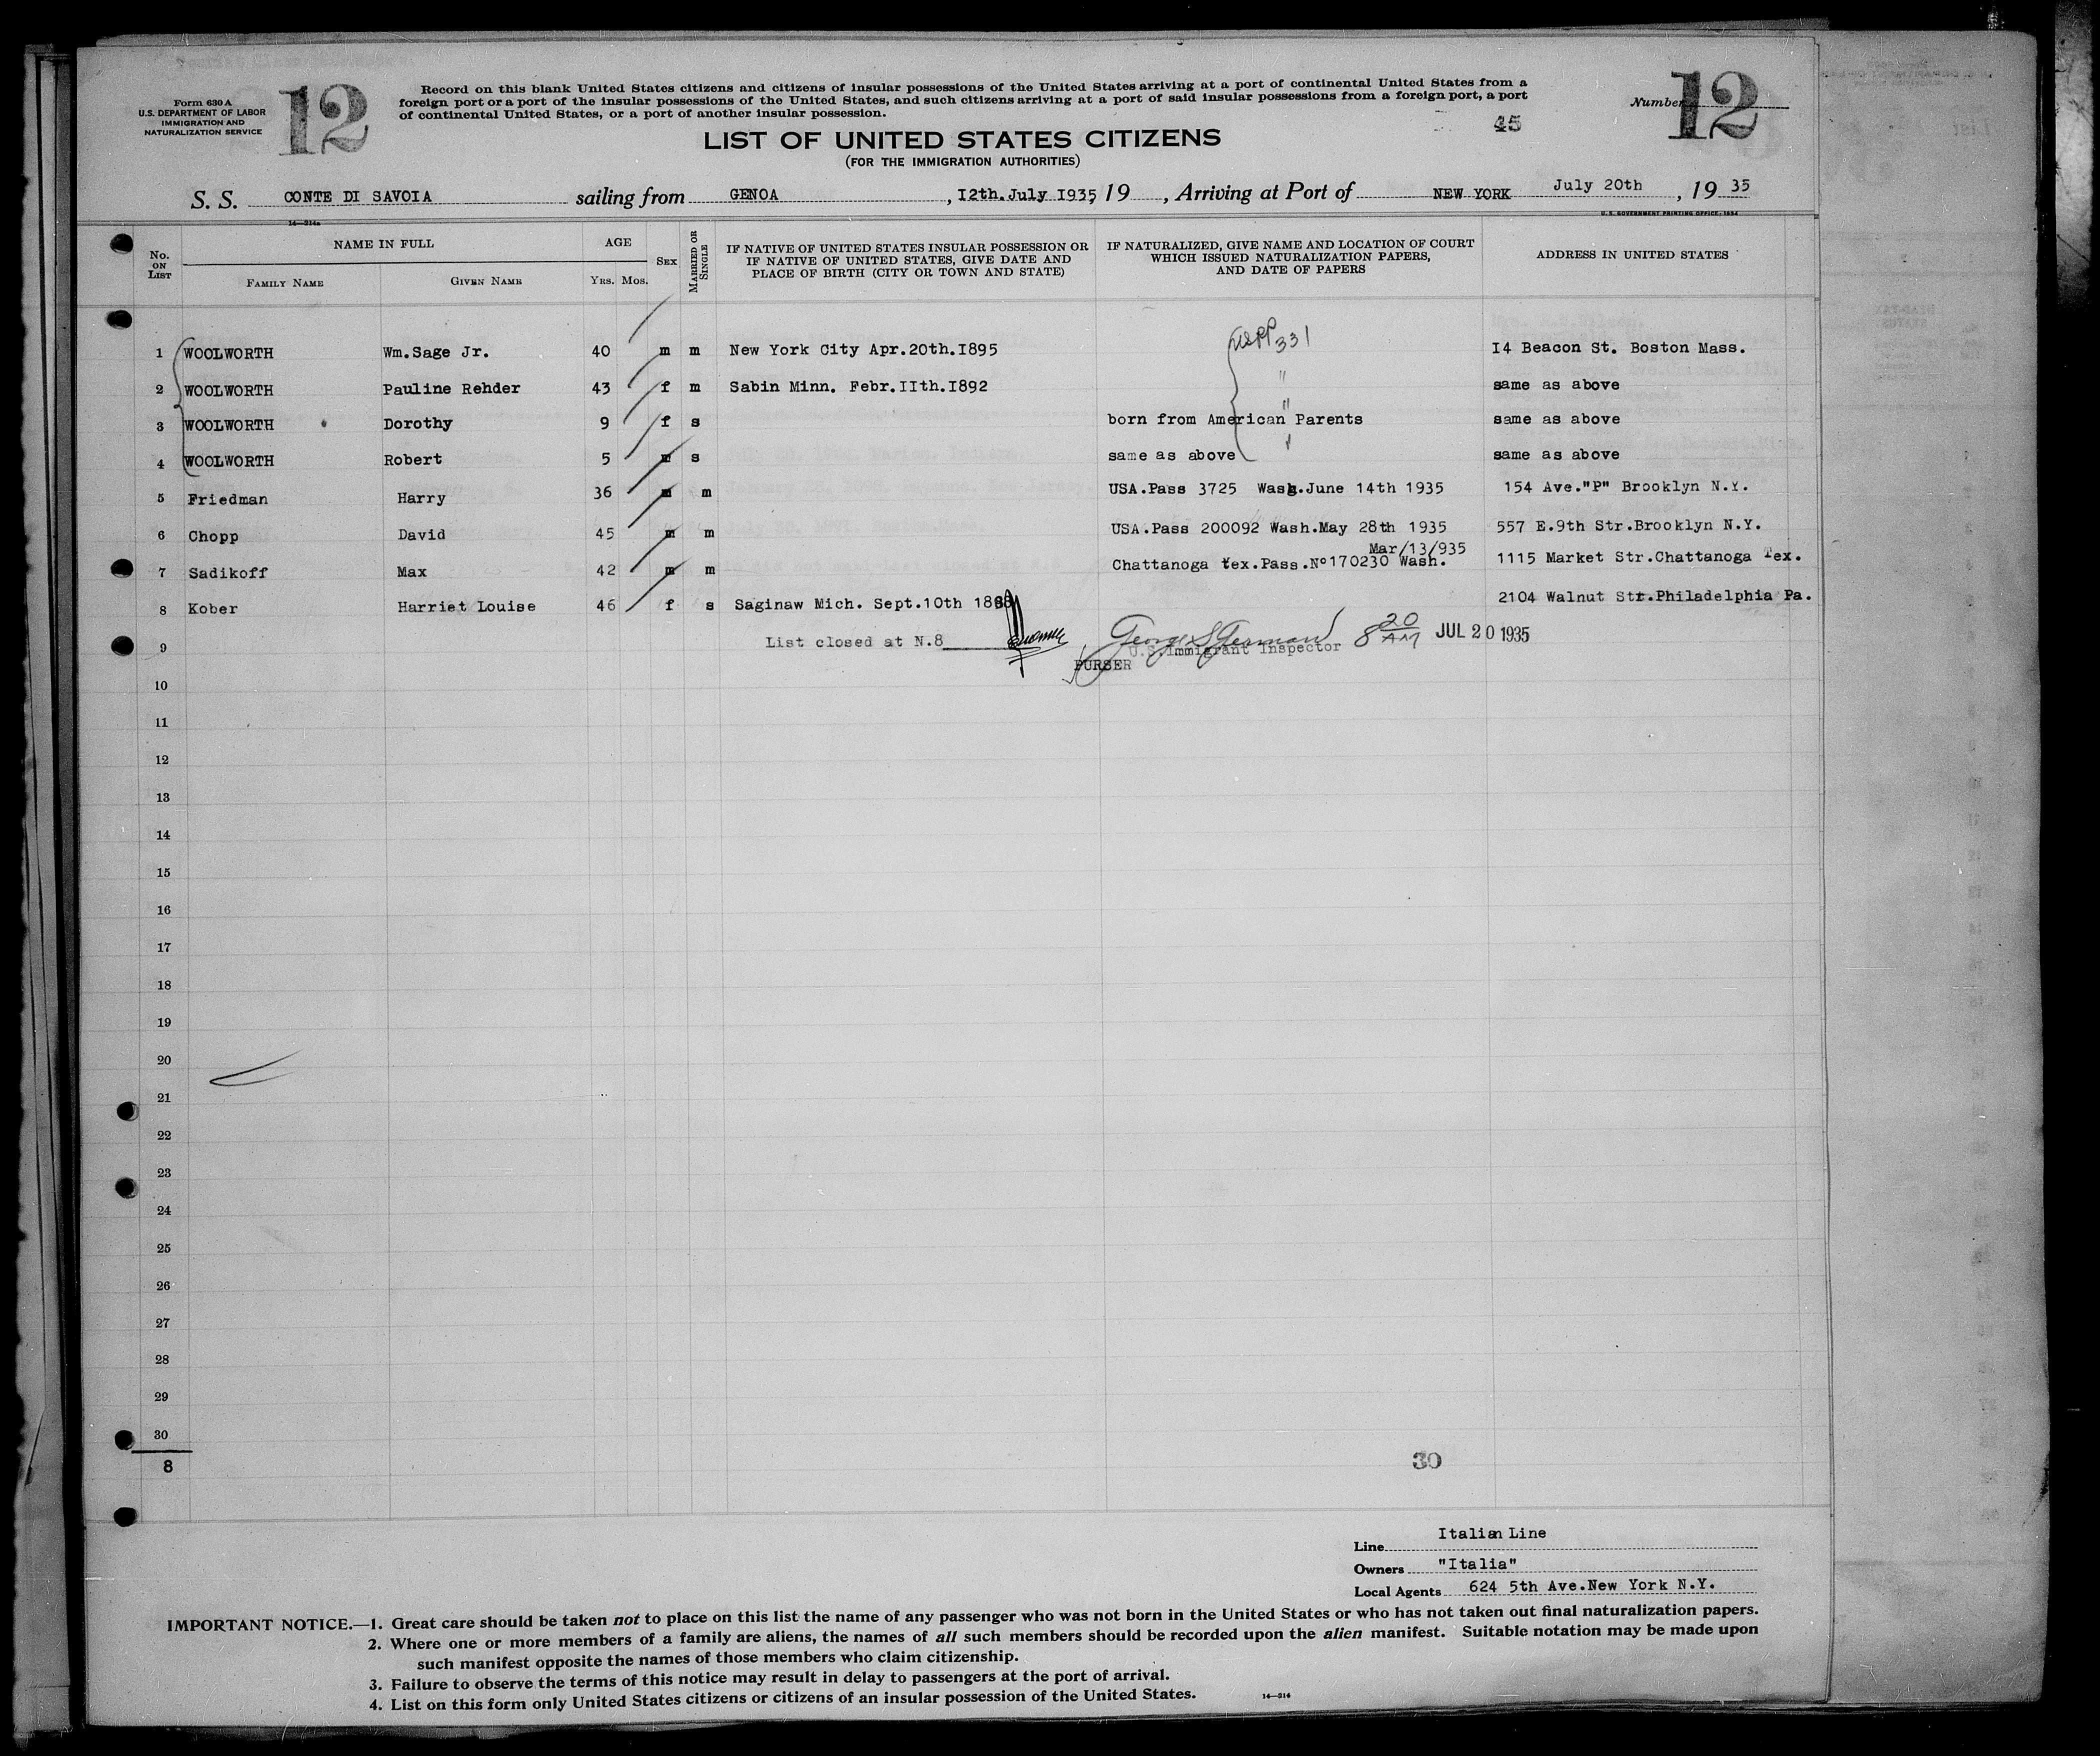 Form 630 A
U.S. DEPARTMENT OF LABOR
IMMIGRATION AND
NATURALIZATION SERVICE
12
Record on this blank United States citizens and citizens of insular possessions of the United States arriving at a port of continental United States from a
foreign port or a port of the insular possessions of the United States, and such citizens arriving at a port of said insular possessions from a foreign port, a port
of continental United States, or a port of another insular possession.
Number 12
45
LIST OF UNITED STATES CITIZENS
(FOR THE IMMIGRATION AUTHORITIES)
S. S. CONTE DI SAVOIA sailing from GENOA , I2th.July I935, 19 , Arriving at Port of NEW YORK July 20th , 19 35
14—214a
U. S. GOVERNMENT PRINTING OFFICE: 1934
No. ON LIST
NAME IN FULL
FAMILY NAME
GIVEN NAME
AGE
YRS. MOS.
SEX
MARRIED OR SINGLE
IF NATIVE OF UNITED STATES INSULAR POSSESSION OR
IF NATIVE OF UNITED STATES, GIVE DATE AND
PLACE OF BIRTH (CITY OR TOWN AND STATE)
IF NATURALIZED, GIVE NAME AND LOCATION OF COURT
WHICH ISSUED NATURALIZATION PAPERS,
AND DATE OF PAPERS
ADDRESS IN UNITED STATES
1 WOOLWORTH Wm.Sage Jr. 40 m m New York City Apr.20th.I895 USPP 331 I4 Beacon St. Boston Mass.
2 WOOLWORTH Pauline Rehder 43 f m Sabin Minn. Febr.IIth.I892 " same as above
3 WOOLWORTH Dorothy 9 f s born from American Parents " same as above
4 WOOLWORTH Robert 5 m s same as above " same as above
5 Friedman Harry 36 m m USA.Pass 3725 Wash.June 14th 1935 154 Ave."P" Brooklyn N.Y.
6 Chopp David 45 m m USA.Pass 200092 Wash.May 28th 1935 557 E.9th Str.Brooklyn N.Y.
Mar/13/935
7 Sadikoff Max 42 m m Chattanoga tex.Pass.Nº170230 Wash. 1115 Market Str.Chattanoga Tex.
8 Kober Harriet Louise 46 f s Saginaw Mich. Sept.10th 1888 2104 Walnut Str.Philadelphia Pa.
9 List closed at N.8 George S German 8 20 AM JUL 20 1935
U.S.Immigrant Inspector
PURSER
10
11
12
13
14
15
16
17
18
19
20
21
22
23
24
25
26
27
28
29
30
8
30
Line Italian Line
Owners "Italia"
Local Agents 624 5th Ave.New York N.Y.
IMPORTANT NOTICE.—1. Great care should be taken not to place on this list the name of any passenger who was not born in the United States or who has not taken out final naturalization papers.
2. Where one or more members of a family are aliens, the names of all such members should be recorded upon the alien manifest. Suitable notation may be made upon
such manifest opposite the names of those members who claim citizenship.
3. Failure to observe the terms of this notice may result in delay to passengers at the port of arrival.
4. List on this form only United States citizens or citizens of an insular possession of the United States.
14—214